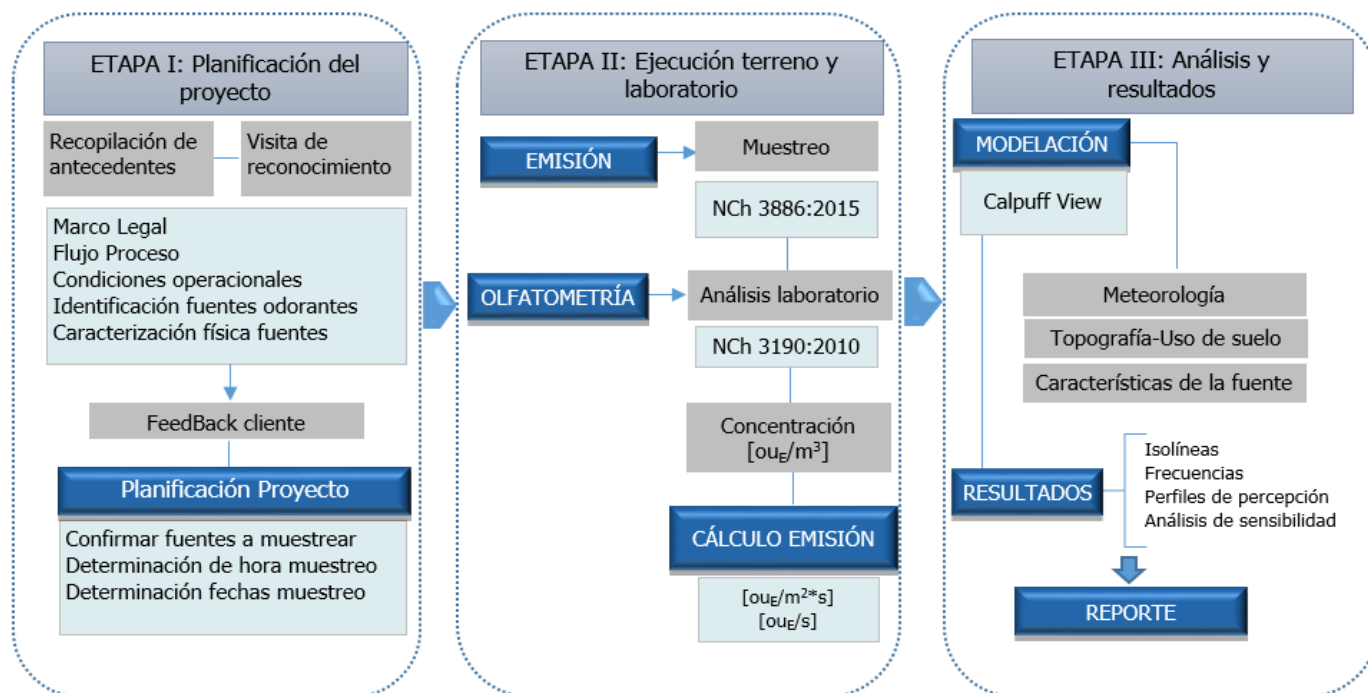 ETAPA I: Planificación del
proyecto
Recopilación de
antecedentes
Visita de
reconocimiento
Marco Legal
Flujo Proceso
Condiciones operacionales
Identificación fuentes odorantes
Caracterización física fuentes
FeedBack cliente
Planificación Proyecto
Confirmar fuentes a muestrear
Determinación de hora muestreo
Determinación fechas muestreo
ETAPA II: Ejecución terreno y
laboratorio
EMISIÓN
Muestreo
NCh 3886:2015
OLFATOMETRÍA
Análisis laboratorio
NCh 3190:2010
Concentración
[ouE/m³]
CÁLCULO EMISIÓN
[ouE/m²*s]
[ouE/s]
ETAPA III: Análisis y
resultados
MODELACIÓN
Calpuff View
Meteorología
Topografía-Uso de suelo
Características de la fuente
RESULTADOS
Isolíneas
Frecuencias
Perfiles de percepción
Análisis de sensibilidad
REPORTE